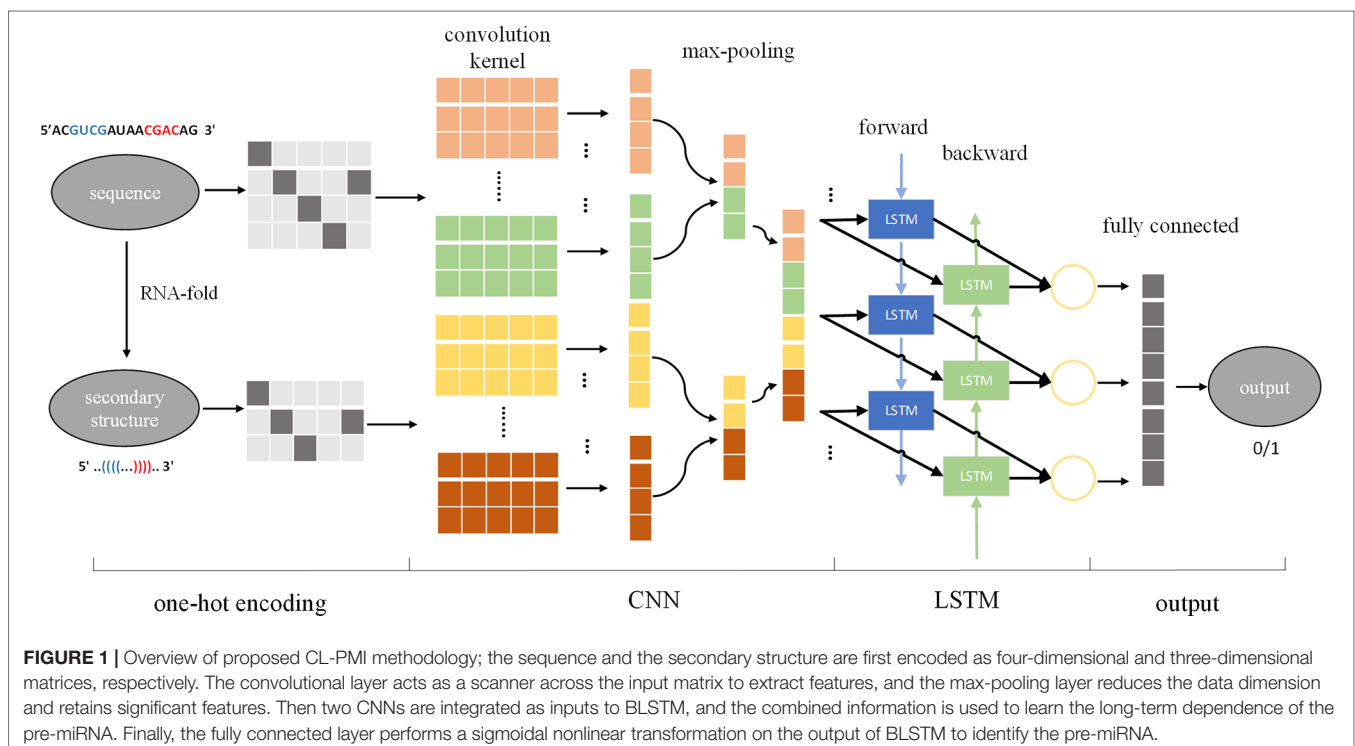 convolution
kernel
max-pooling
5'ACGUCGAUAACGACAG 3'
forward
backward
sequence
LSTM
fully connected
RNA-fold
LSTM
LSTM
secondary
structure
LSTM
LSTM
output
5' ..((((...)))).. 3'
0/1
LSTM
one-hot encoding
CNN
LSTM
output
FIGURE 1 | Overview of proposed CL-PMI methodology; the sequence and the secondary structure are first encoded as four-dimensional and three-dimensional
matrices, respectively. The convolutional layer acts as a scanner across the input matrix to extract features, and the max-pooling layer reduces the data dimension
and retains significant features. Then two CNNs are integrated as inputs to BLSTM, and the combined information is used to learn the long-term dependence of the
pre-miRNA. Finally, the fully connected layer performs a sigmoidal nonlinear transformation on the output of BLSTM to identify the pre-miRNA.